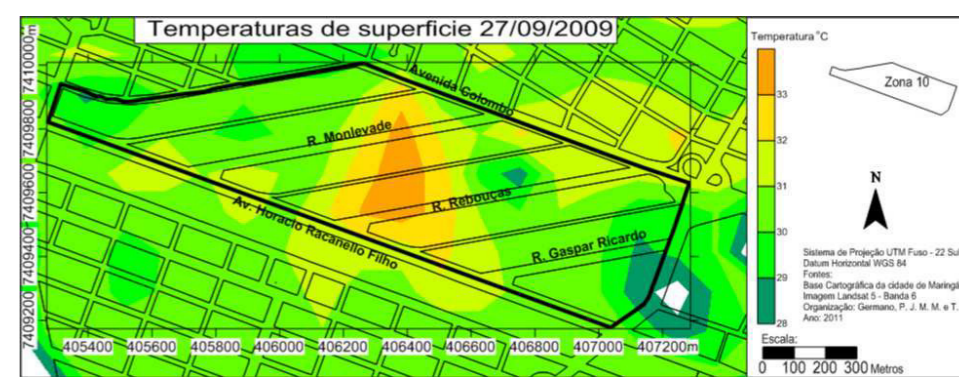 Temperaturas de superficie 27/09/2009
7410000m
7409800
7409600
7409400
7409200
Avenida Colombo
R. Monlevade
R. Rebouças
Av. Horacio Racanello Filho
R. Gaspar Ricardo
405400
405600
405800
406000
406200
406400
406600
406800
407000
407200m
Temperatura °C
33
32
31
30
29
28
Zona 10
N
Sistema de Projeção UTM Fuso - 22 Sul
Datum Horizontal WGS 84
Fontes:
Base Cartográfica da cidade de Maringá
Imagem Landsat 5 - Banda 6
Organização: Germano, P. J. M. M. e T.
Ano: 2011
Escala:
0 100 200 300 Metros